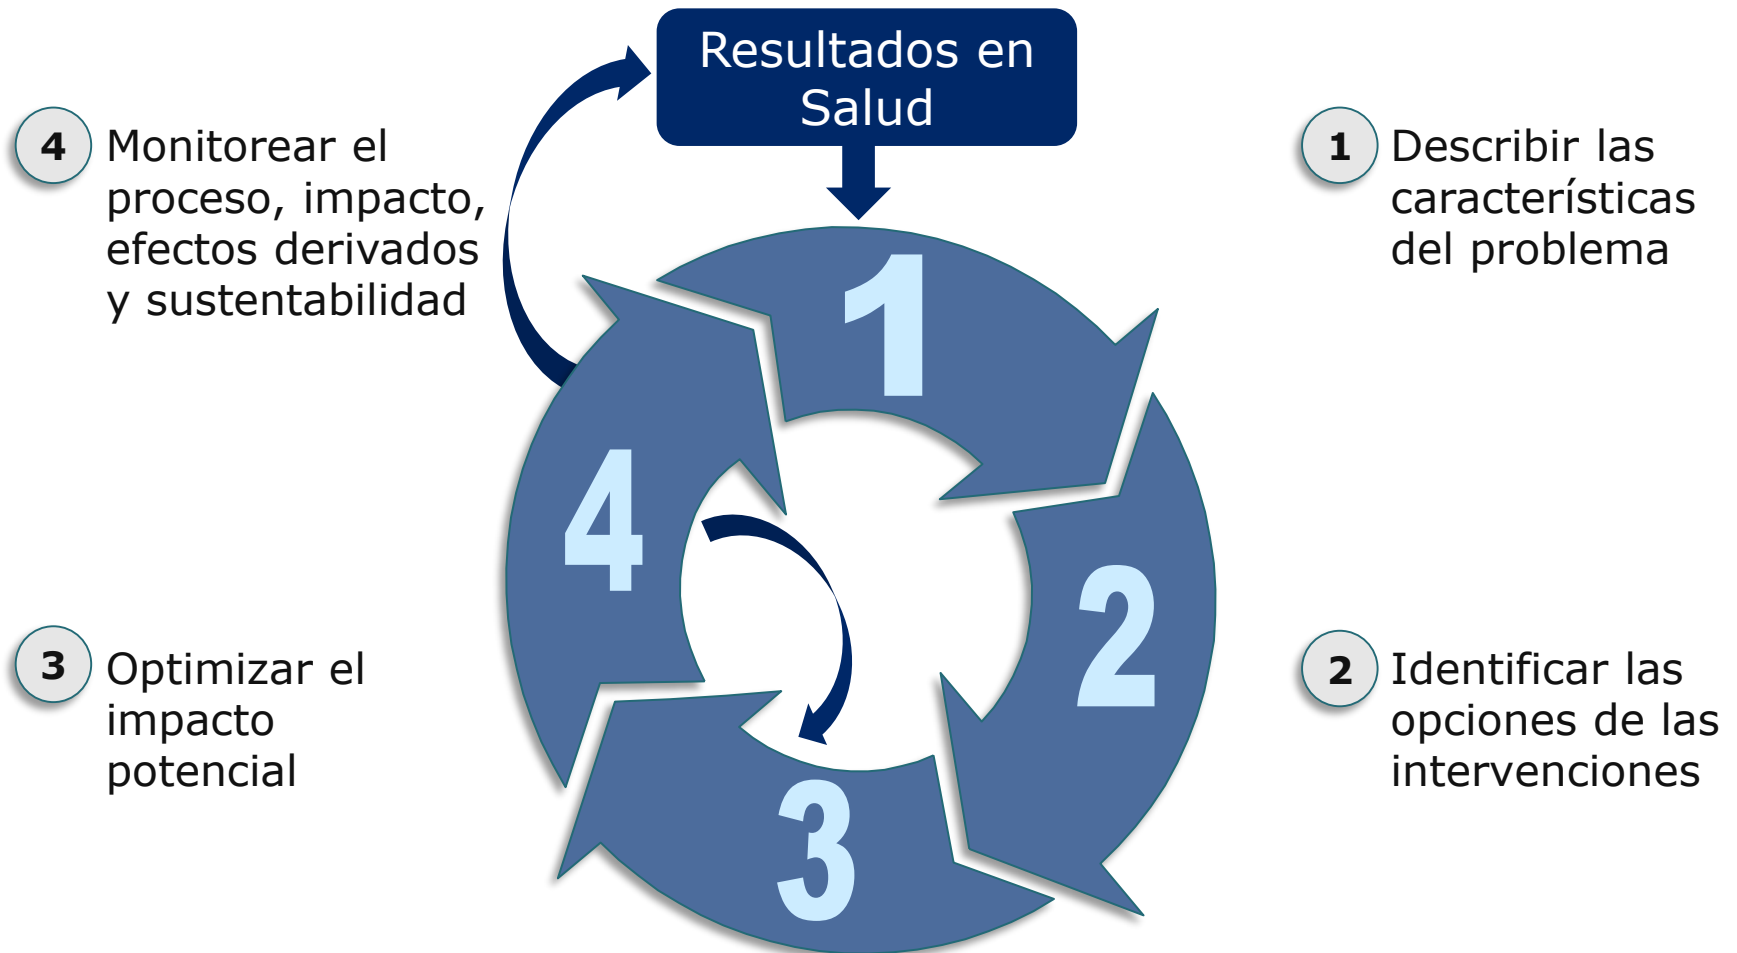 Resultados en
Salud
4
Monitorear el
proceso, impacto,
efectos derivados
y sustentabilidad
1
Describir las
características
del problema
1
4
2
3
3
Optimizar el
impacto
potencial
2
Identificar las
opciones de las
intervenciones